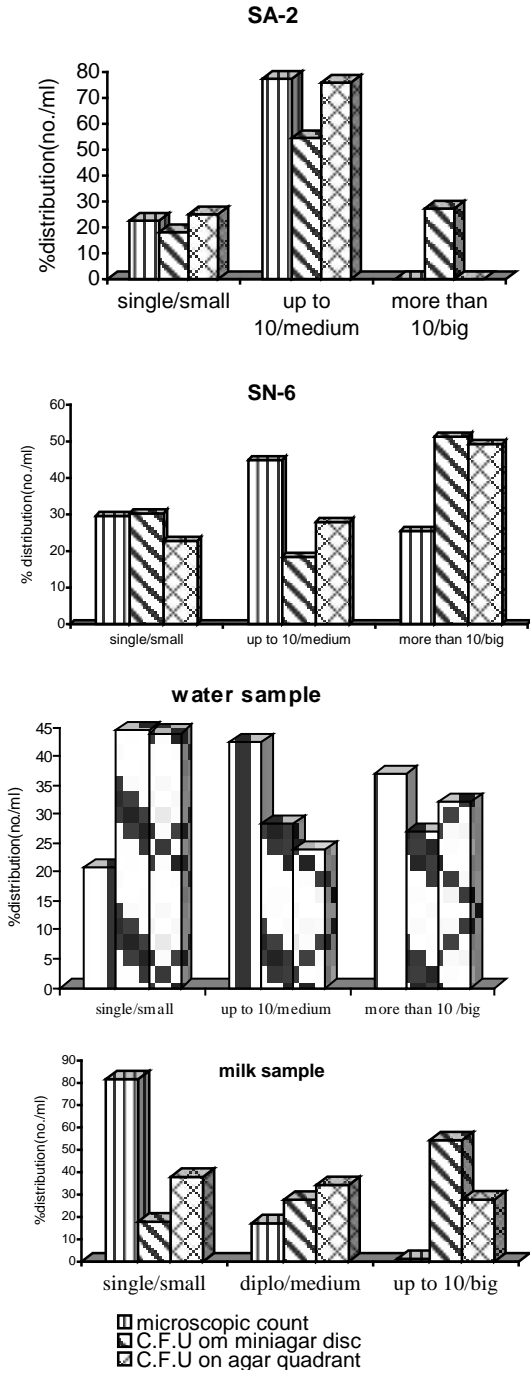 SA-2
%distribution(no./ml)
80
70
60
50
40
30
20
10
0
single/small
up to
10/medium
more than
10/big
SN-6
% distribution(no./ml)
60
50
40
30
20
10
0
single/small
up to 10/medium
more than 10/big
water sample
%distribution(no./ml)
45
40
35
30
25
20
15
10
5
0
single/small
up to 10/medium
more than 10 /big
milk sample
%distribution(no./ml)
90
80
70
60
50
40
30
20
10
0
single/small
diplo/medium
up to 10/big
microscopic count
C.F.U om miniagar disc
C.F.U on agar quadrant